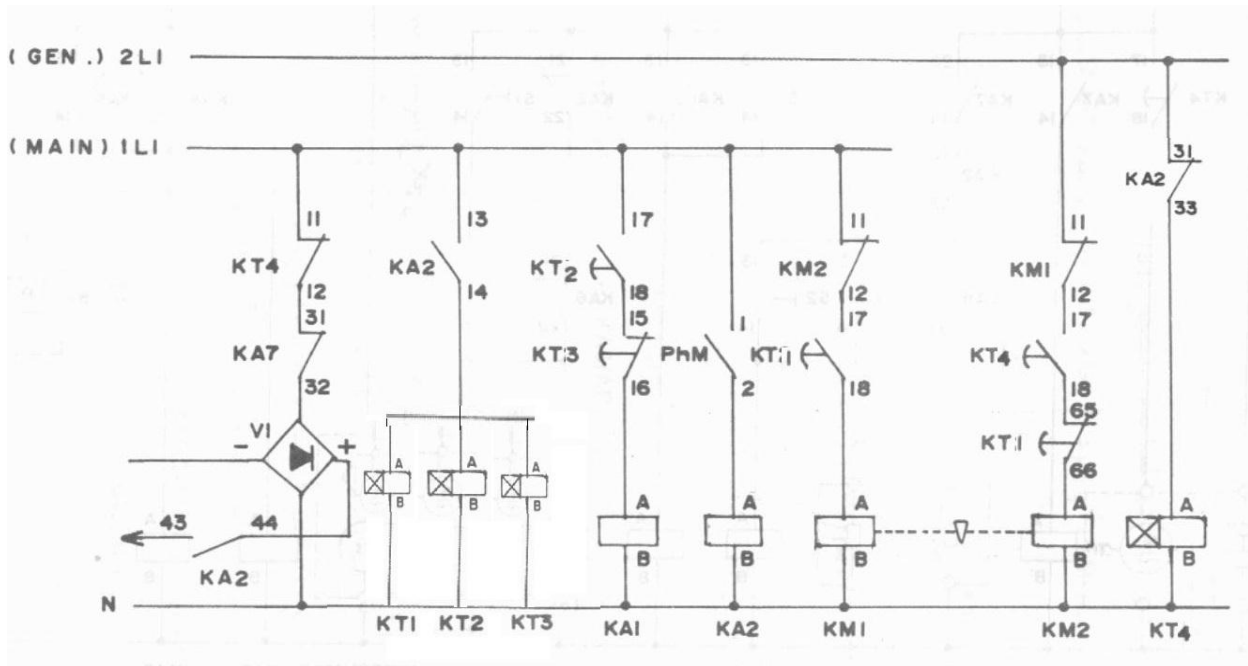 (GEN.) 2L1
(MAIN) 1L1
31
KA2
33
11
KT4
12
31
KA7
32
V1
-
+
43
44
KA2
13
KA2
14
17
KT2
18
15
KT3
16
1
PhM
2
11
KM2
12
17
KT1
18
11
KM1
12
17
KT4
18
65
KT1
66
A A A
B B B
A A A A A
B B B B B
N
KT1 KT2 KT3 KA1 KA2 KM1 KM2 KT4